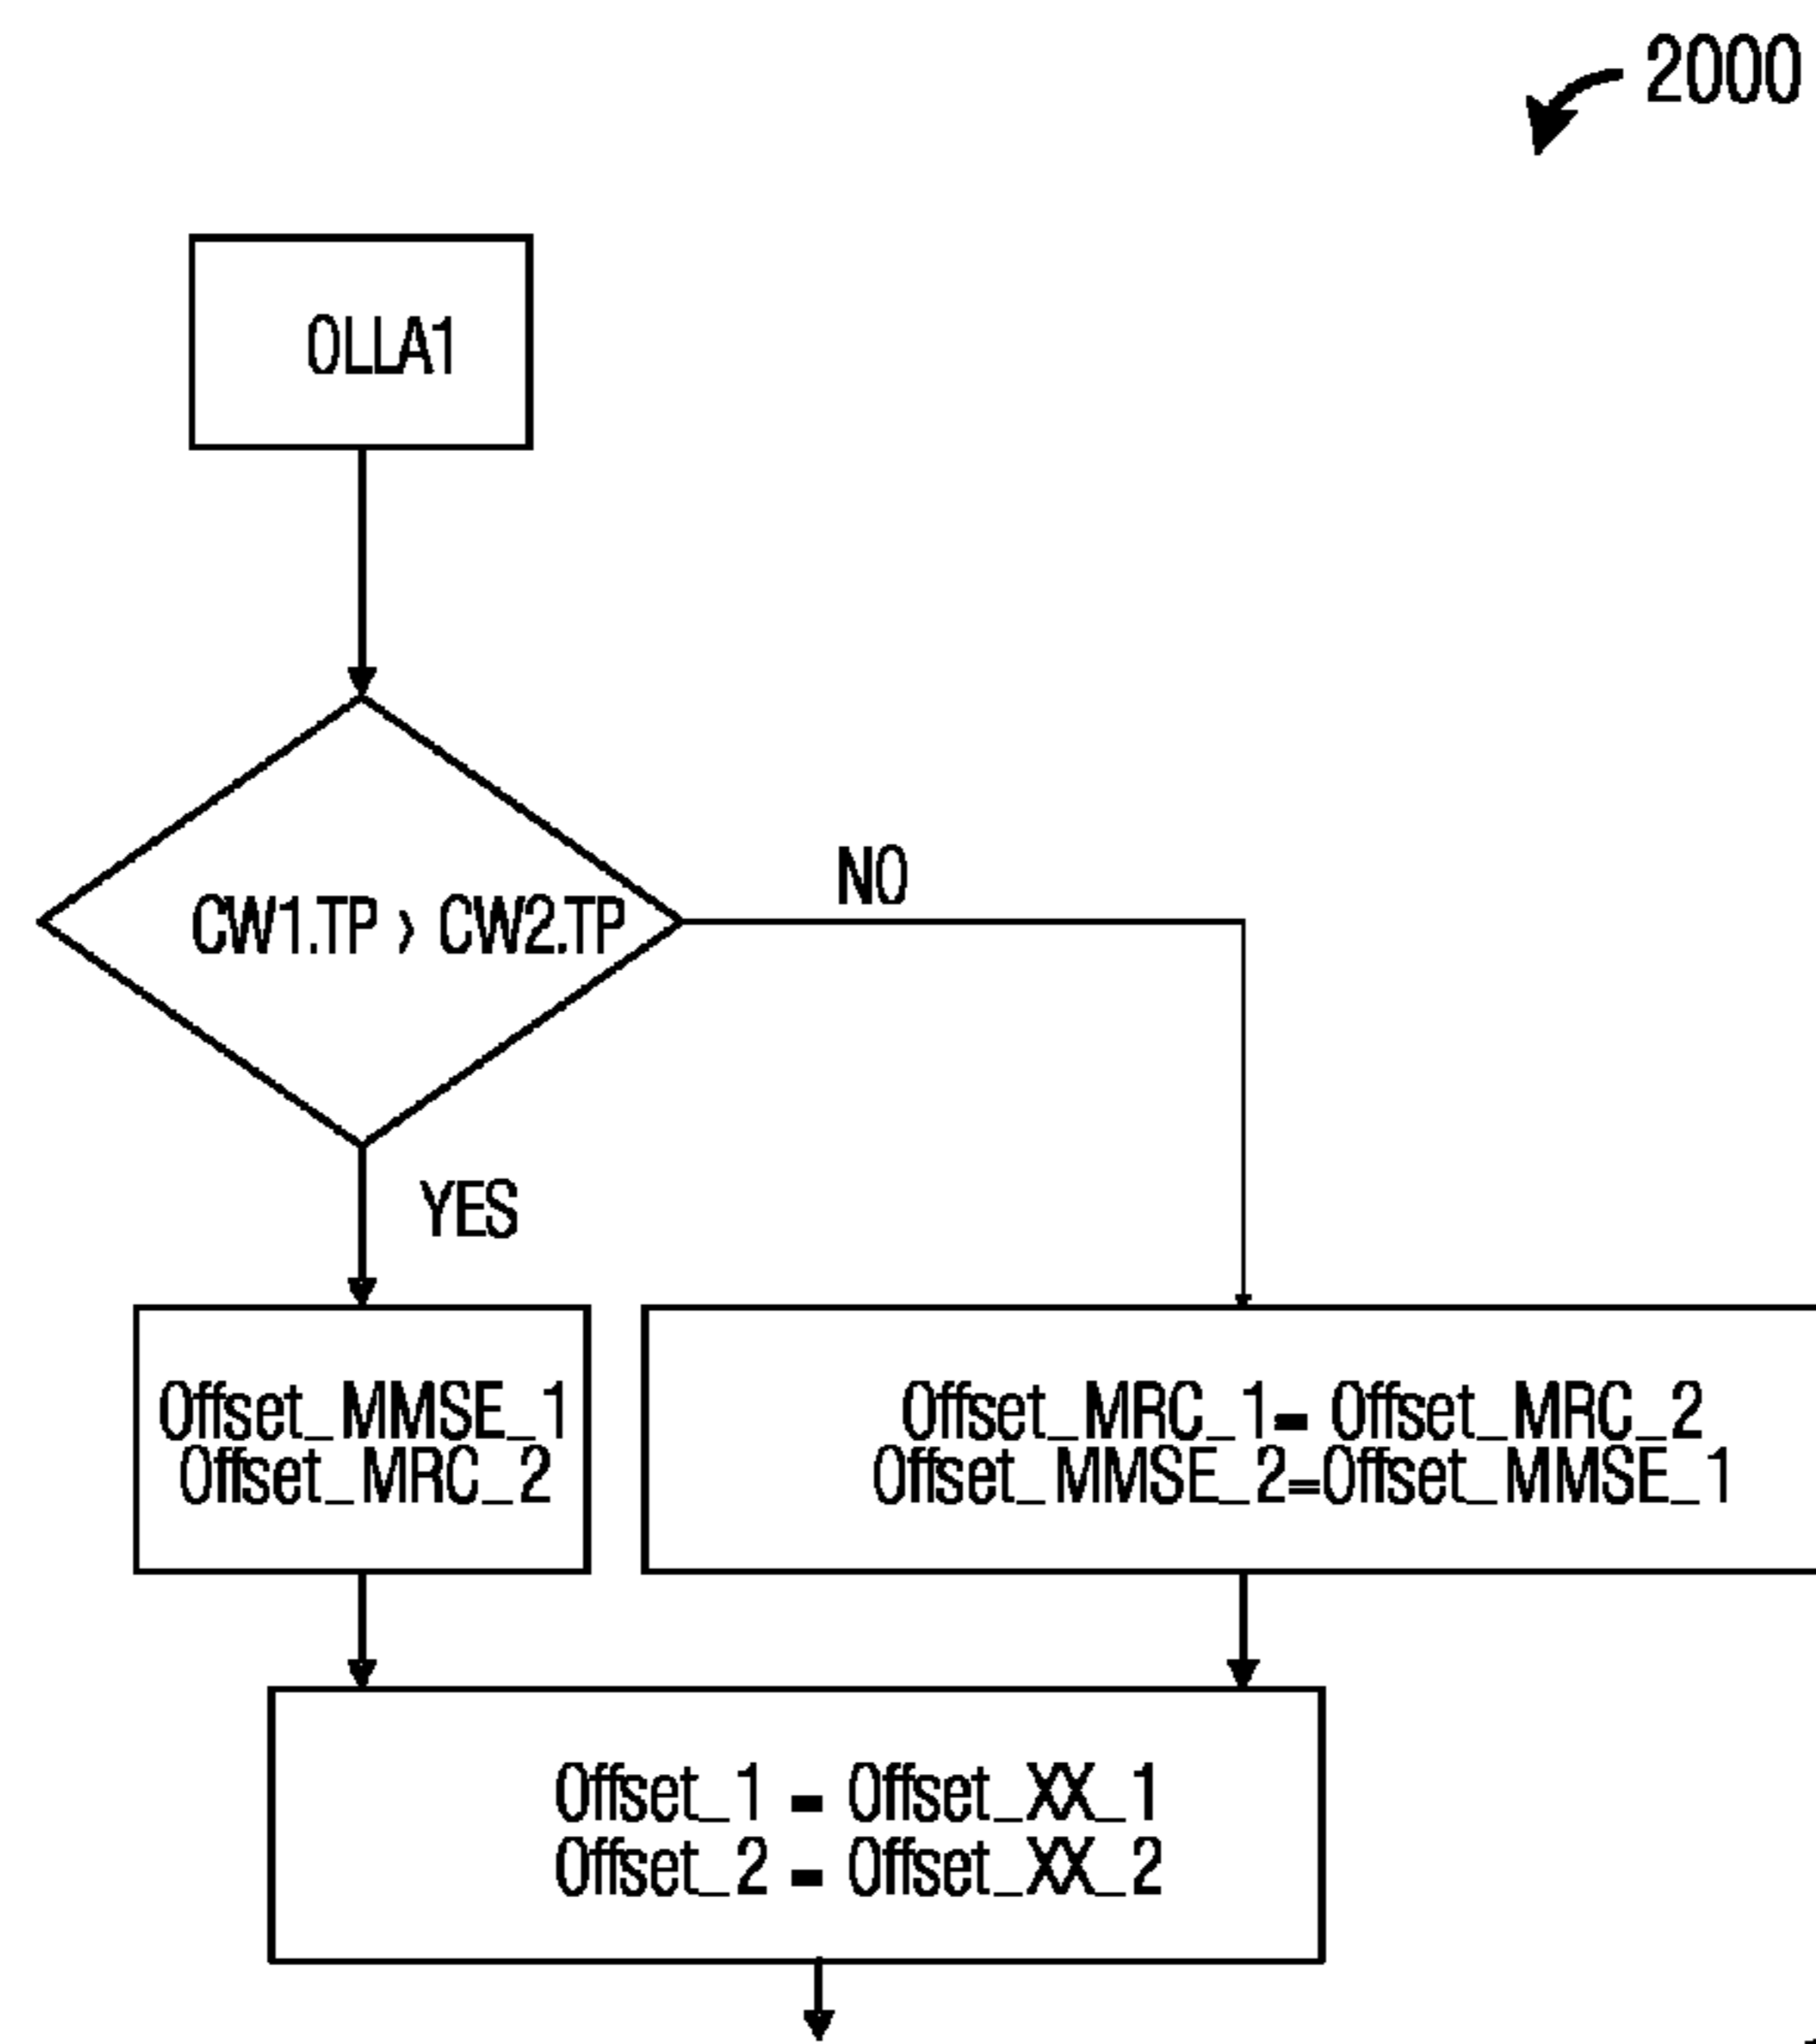 2000
OLLA1
CW1.TP > CW2.TP
NO
YES
Offset_MMSE_1
Offset_MRC_2
Offset_MRC_1= Offset_MRC_2
Offset_MMSE_2=Offset_MMSE_1
Offset_1 = Offset_XX_1
Offset_2 = Offset_XX_2